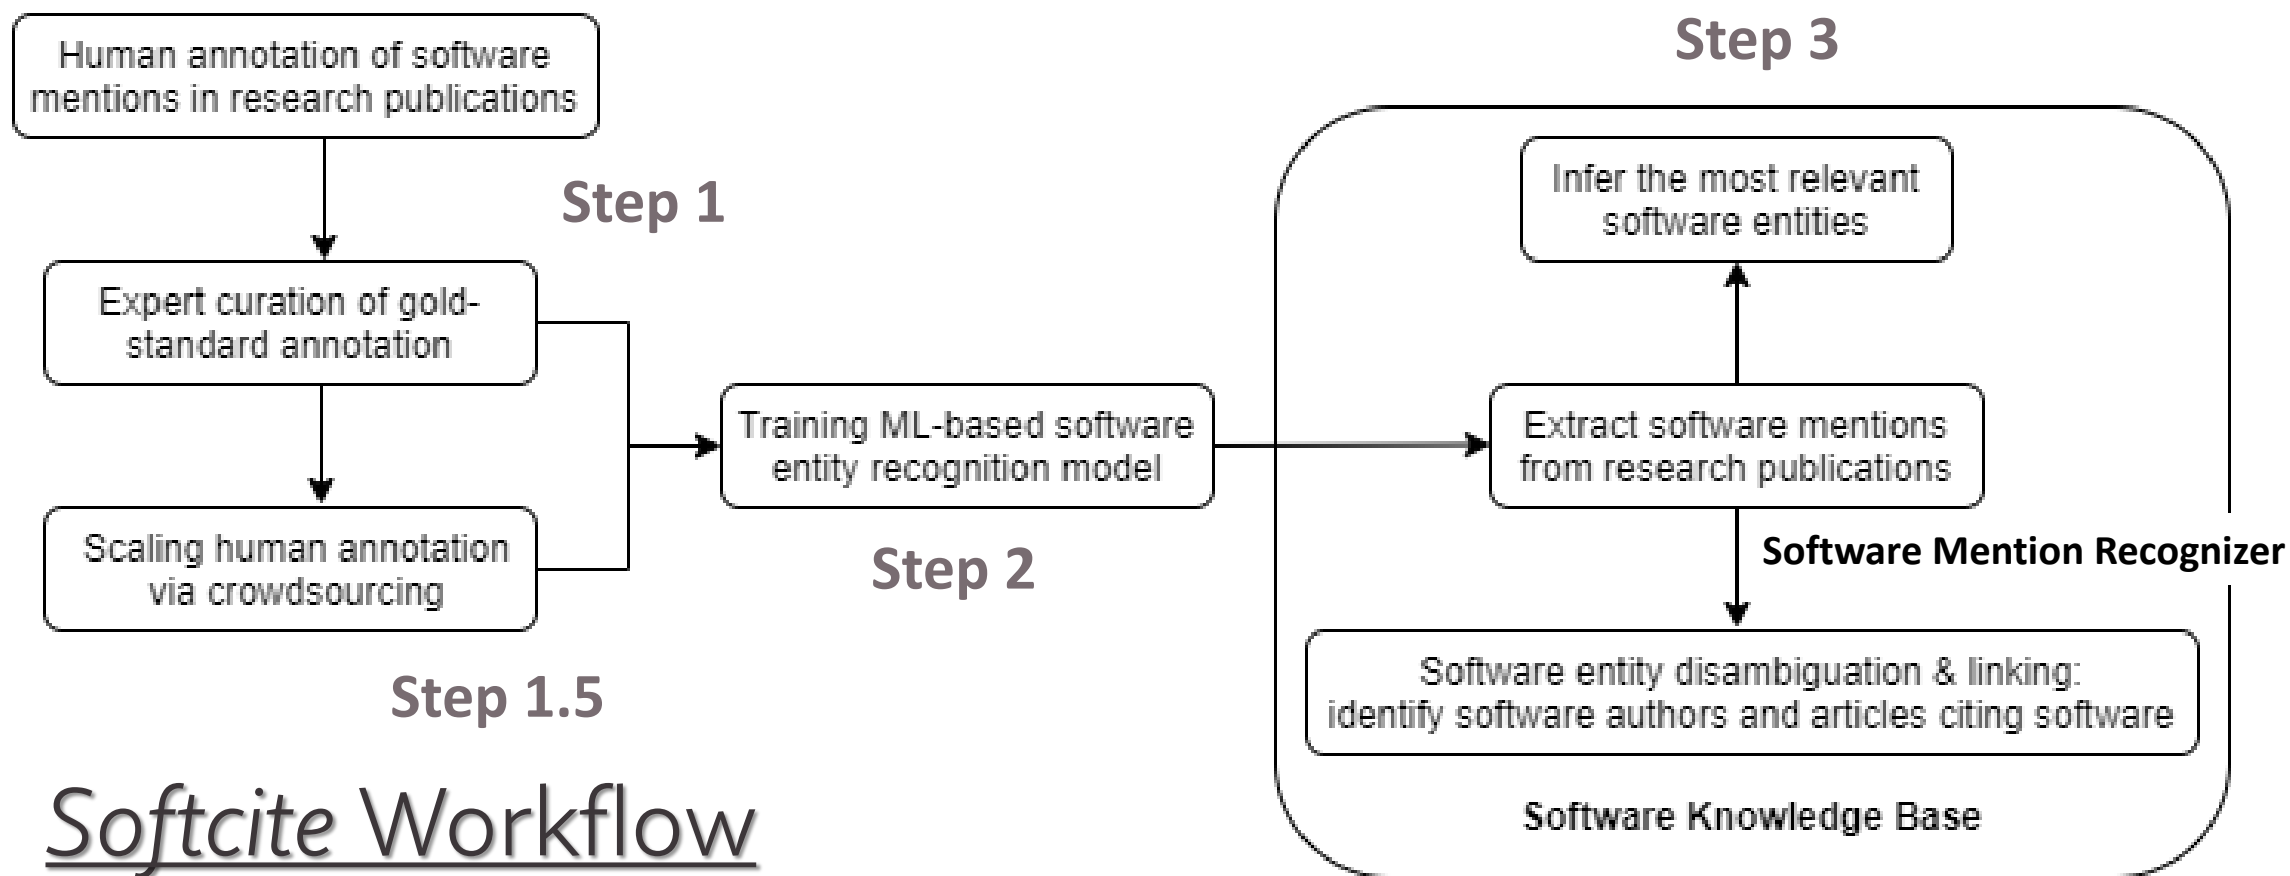 Human annotation of software
mentions in research publications
Step 1
Expert curation of gold-
standard annotation
Scaling human annotation
via crowdsourcing
Step 1.5
Training ML-based software
entity recognition model
Step 2
Step 3
Infer the most relevant
software entities
Extract software mentions
from research publications
Software Mention Recognizer
Software entity disambiguation & linking:
identify software authors and articles citing software
Software Knowledge Base
Softcite Workflow